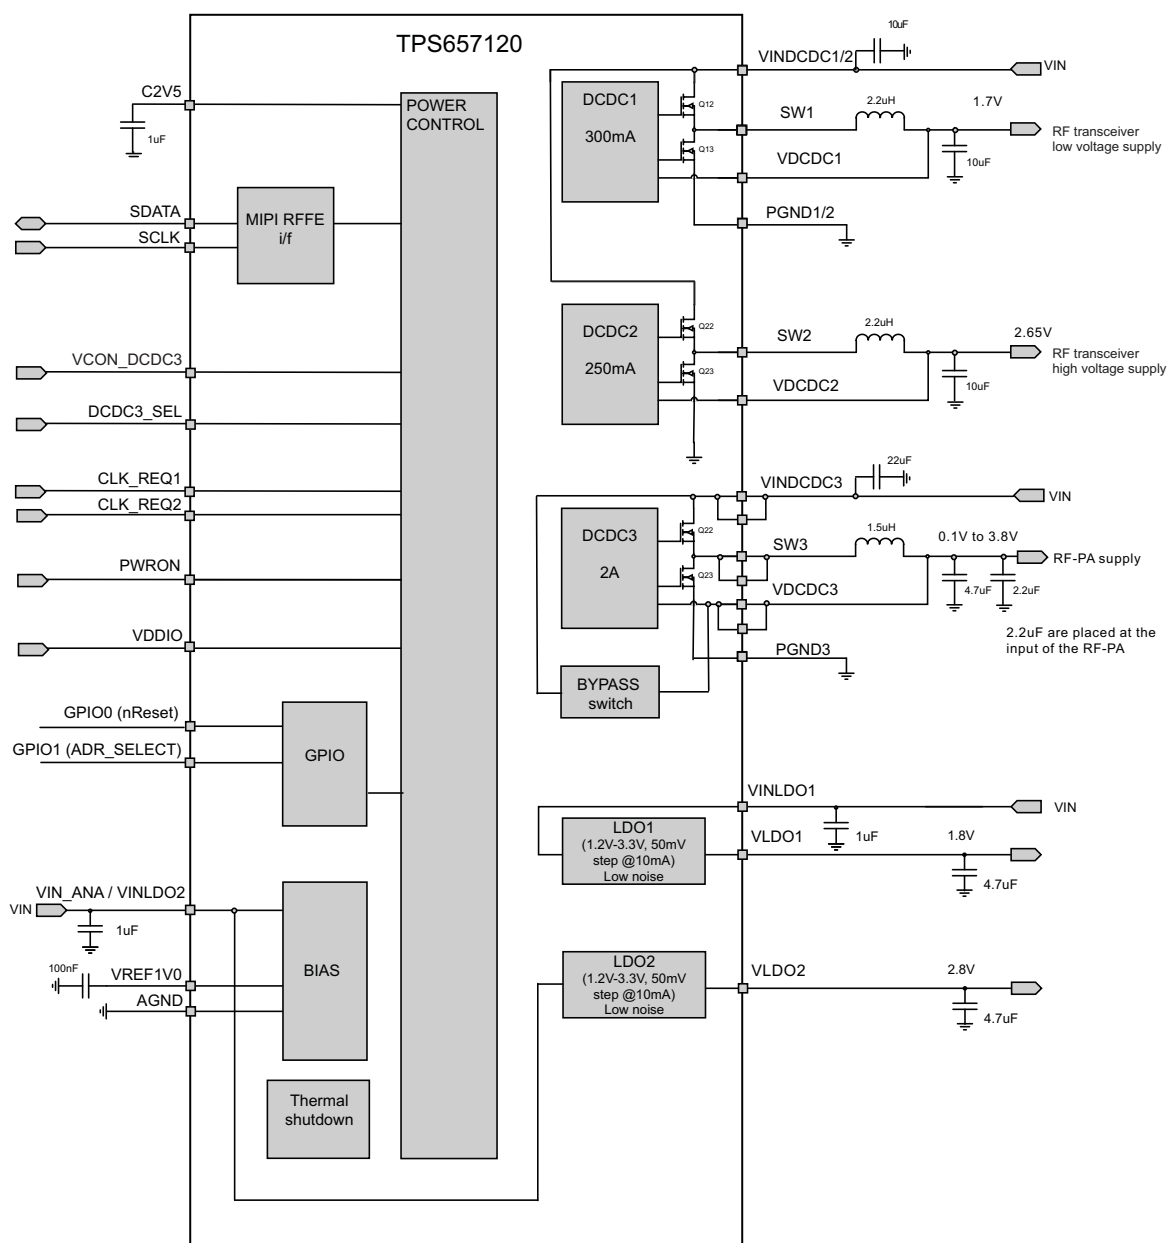 TPS657120
C2V5
1uF
POWER
CONTROL
SDATA
SCLK
MIPI RFFE
i/f
VCON_DCDC3
DCDC3_SEL
CLK_REQ1
CLK_REQ2
PWRON
VDDIO
GPIO0 (nReset)
GPIO1 (ADR_SELECT)
GPIO
VIN_ANA / VINLDO2
VIN
1uF
100nF
VREF1V0
AGND
BIAS
Thermal
shutdown
10uF
VINDCDC1/2
VIN
DCDC1
300mA
Q12
Q13
SW1
2.2uH
1.7V
RF transceiver
low voltage supply
VDCDC1
10uF
PGND1/2
DCDC2
250mA
Q22
Q23
SW2
2.2uH
2.65V
RF transceiver
high voltage supply
VDCDC2
10uF
22uF
VINDCDC3
VIN
DCDC3
2A
Q22
Q23
SW3
1.5uH
0.1V to 3.8V
RF-PA supply
VDCDC3
4.7uF
2.2uF
2.2uF are placed at the
input of the RF-PA
PGND3
BYPASS
switch
VINLDO1
VIN
1uF
LDO1
(1.2V-3.3V, 50mV
step @10mA)
Low noise
VLDO1
1.8V
4.7uF
LDO2
(1.2V-3.3V, 50mV
step @10mA)
Low noise
VLDO2
2.8V
4.7uF